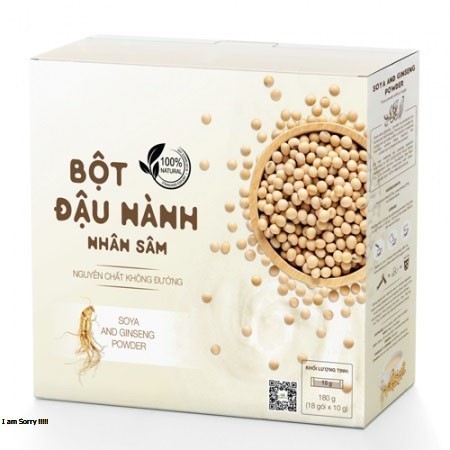 100%
NATURAL
BỘT
ĐẬU NÀNH
NHÂN SÂM
NGUYÊN CHẤT KHÔNG ĐƯỜNG
SOYA
AND GINSENG
POWDER
KHỐI LƯỢNG TỊNH:
10 g
180 g
(18 gói x 10 g)
SOYA AND GINSENG
POWDER
I am Sorry !!!!!